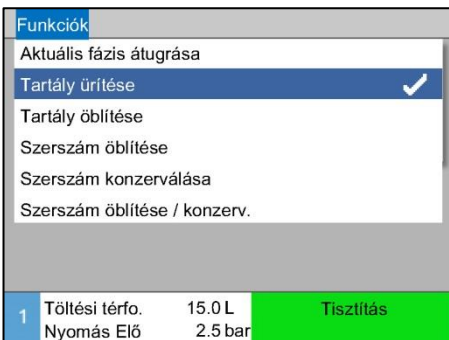 Funkciók
Aktuális fázis átugrása
Tartály ürítése
Tartály öblítése
Szerszám öblítése
Szerszám konzerválása
Szerszám öblítése / konzerv.
1 Töltési térfo. 15.0 L Tisztítás
Nyomás Elő 2.5 bar